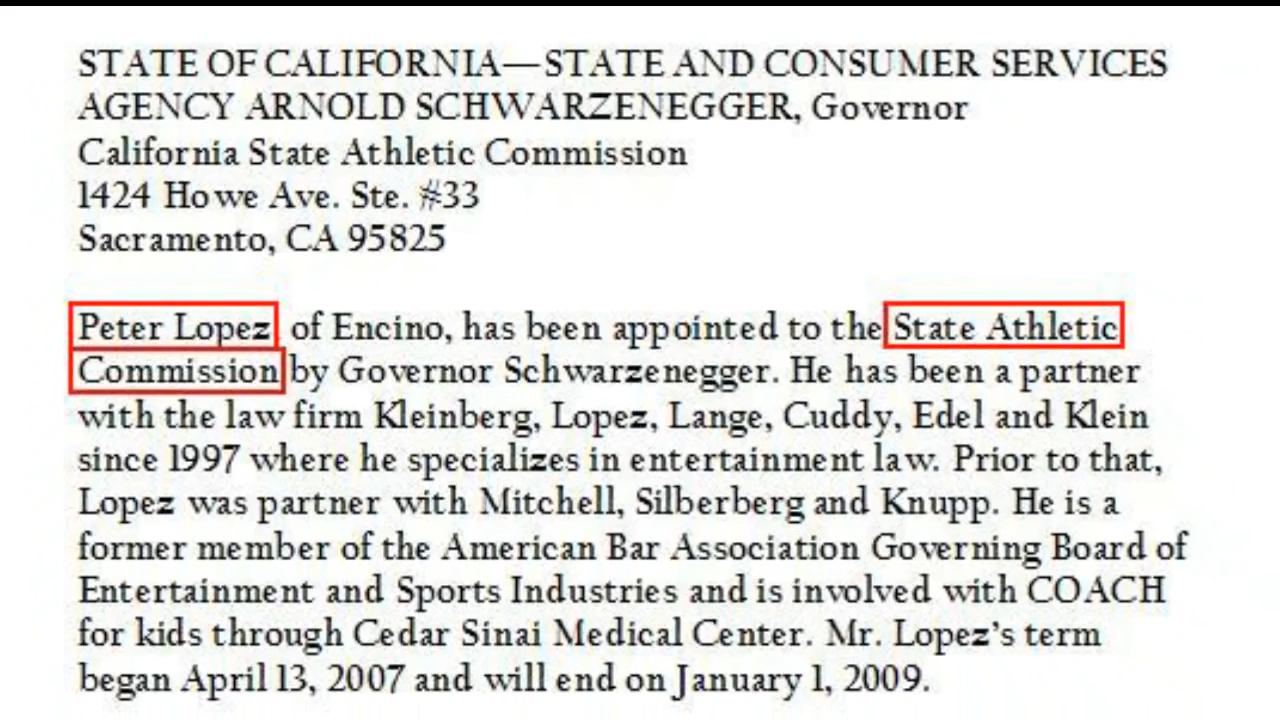 STATE OF CALIFORNIA—STATE AND CONSUMER SERVICES
AGENCY ARNOLD SCHWARZENEGGER, Governor
California State Athletic Commission
1424 Howe Ave. Ste. #33
Sacramento, CA 95825
Peter Lopez of Encino, has been appointed to the State Athletic
Commission by Governor Schwarzenegger. He has been a partner
with the law firm Kleinberg, Lopez, Lange, Cuddy, Edel and Klein
since 1997 where he specializes in entertainment law. Prior to that,
Lopez was partner with Mitchell, Silberberg and Knupp. He is a
former member of the American Bar Association Governing Board of
Entertainment and Sports Industries and is involved with COACH
for kids through Cedar Sinai Medical Center. Mr. Lopez's term
began April 13, 2007 and will end on January 1, 2009.